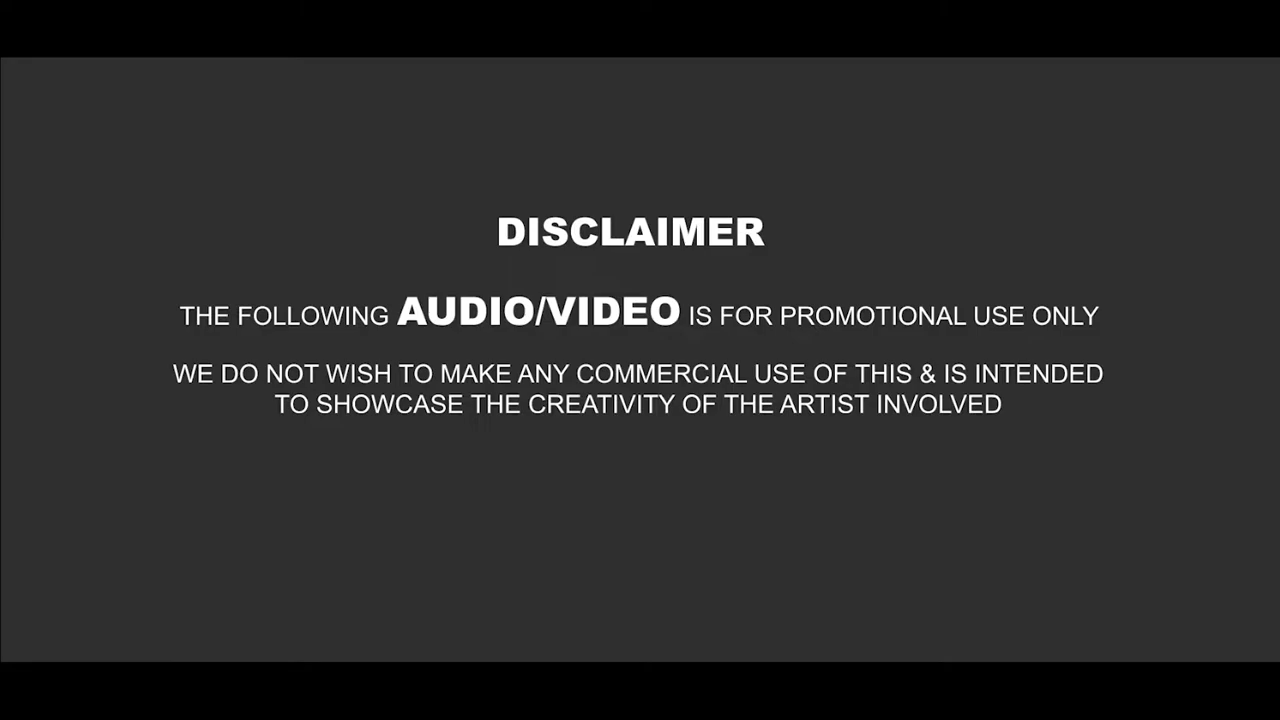 DISCLAIMER
THE FOLLOWING AUDIO/VIDEO IS FOR PROMOTIONAL USE ONLY
WE DO NOT WISH TO MAKE ANY COMMERCIAL USE OF THIS & IS INTENDED
TO SHOWCASE THE CREATIVITY OF THE ARTIST INVOLVED